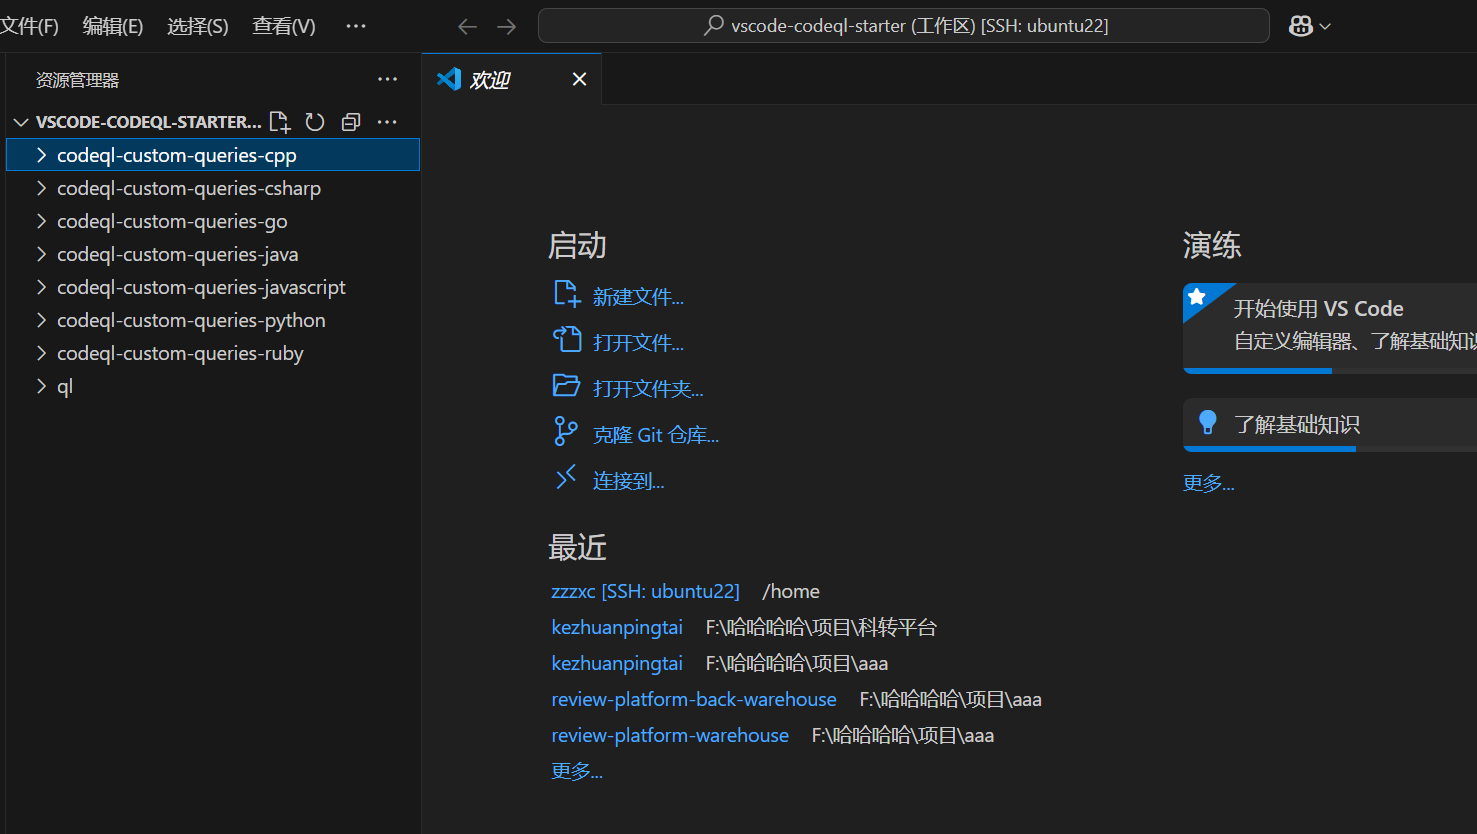 文件(F) 编辑(E) 选择(S) 查看(V) ···
vscode-codeql-starter (工作区) [SSH: ubuntu22]
资源管理器
VSCODE-CODEQL-STARTER...
codeql-custom-queries-cpp
codeql-custom-queries-csharp
codeql-custom-queries-go
codeql-custom-queries-java
codeql-custom-queries-javascript
codeql-custom-queries-python
codeql-custom-queries-ruby
ql
欢迎
启动
新建文件...
打开文件...
打开文件夹...
克隆 Git 仓库...
连接到...
最近
zzzxc [SSH: ubuntu22] /home
kezhuanpingtai F:\哈哈哈哈\项目\科转平台
kezhuanpingtai F:\哈哈哈哈\项目\aaa
review-platform-back-warehouse F:\哈哈哈哈\项目\aaa
review-platform-warehouse F:\哈哈哈哈\项目\aaa
更多...
演练
开始使用 VS Code
自定义编辑器、了解基础知识
了解基础知识
更多...